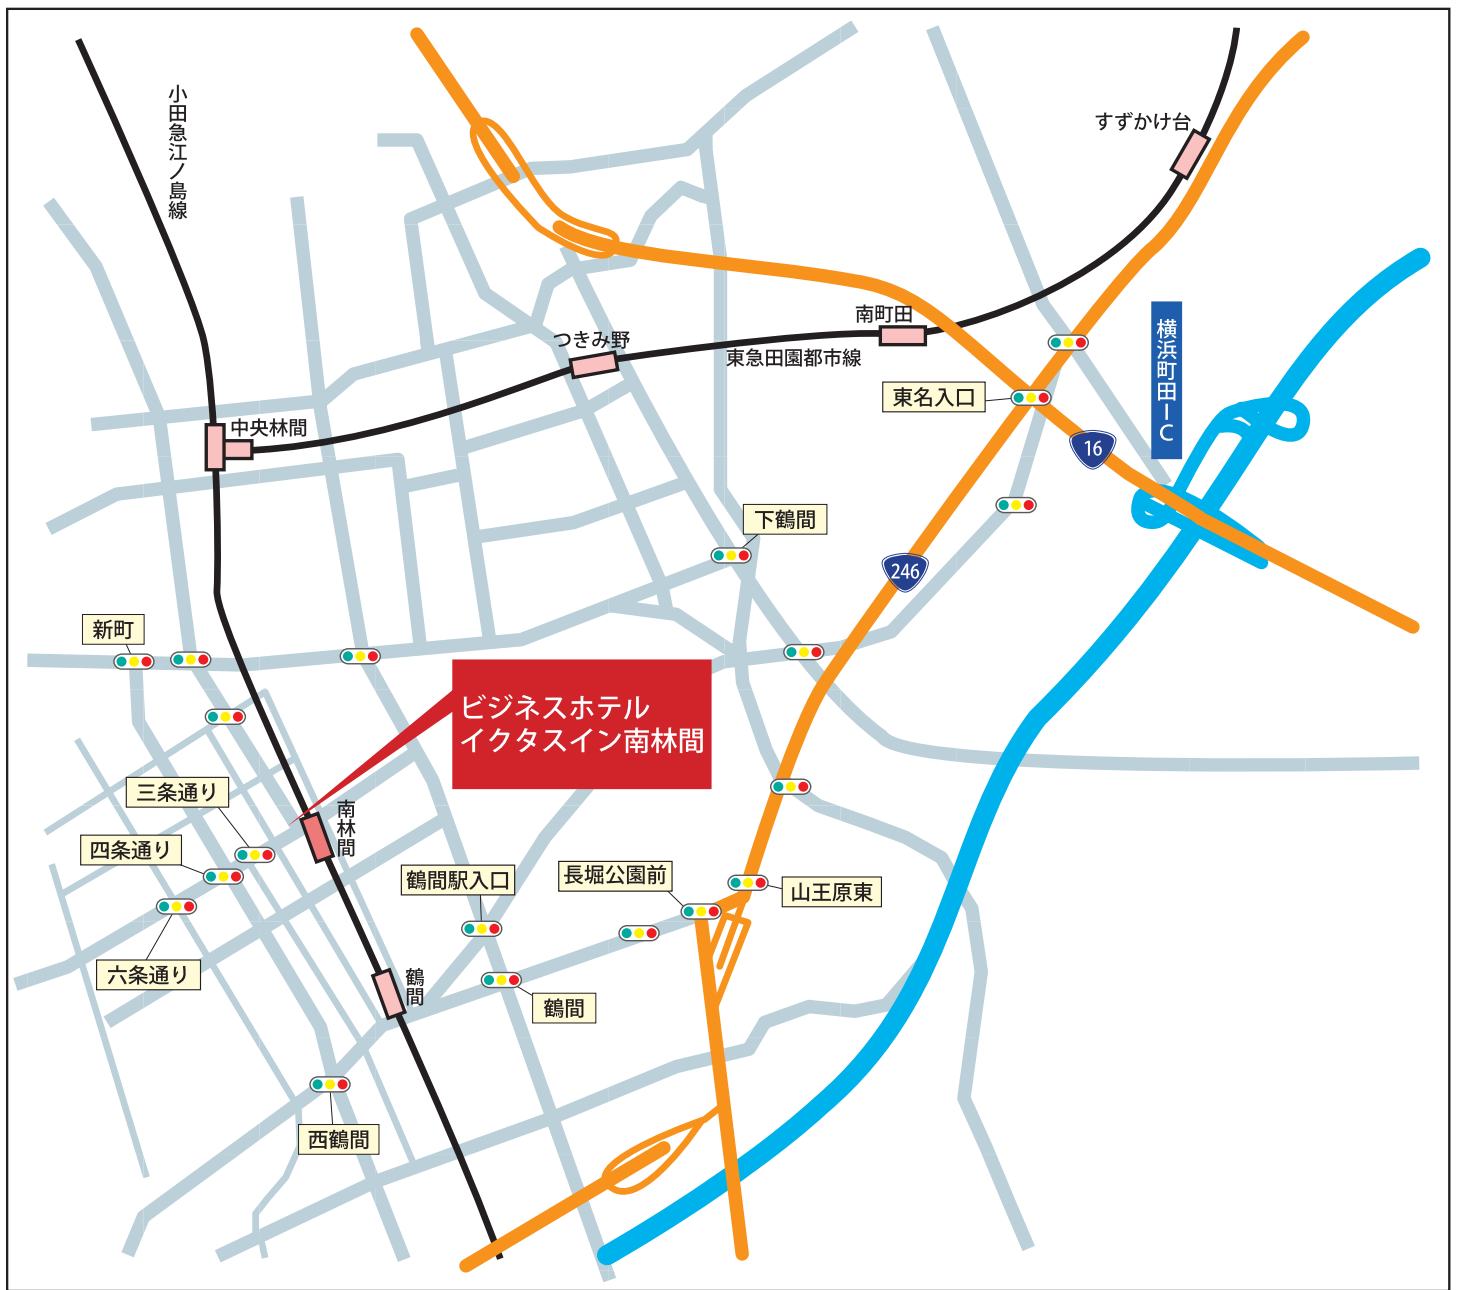 小田急江ノ島線
すずかけ台
南町田
つきみ野
東急田園都市線
横浜町田IC
東名入口
中央林間
16
下鶴間
246
新町
ビジネスホテル
イクタスイン南林間
三条通り
南林間
四条通り
鶴間駅入口
長堀公園前
山王原東
六条通り
鶴間
鶴間
西鶴間